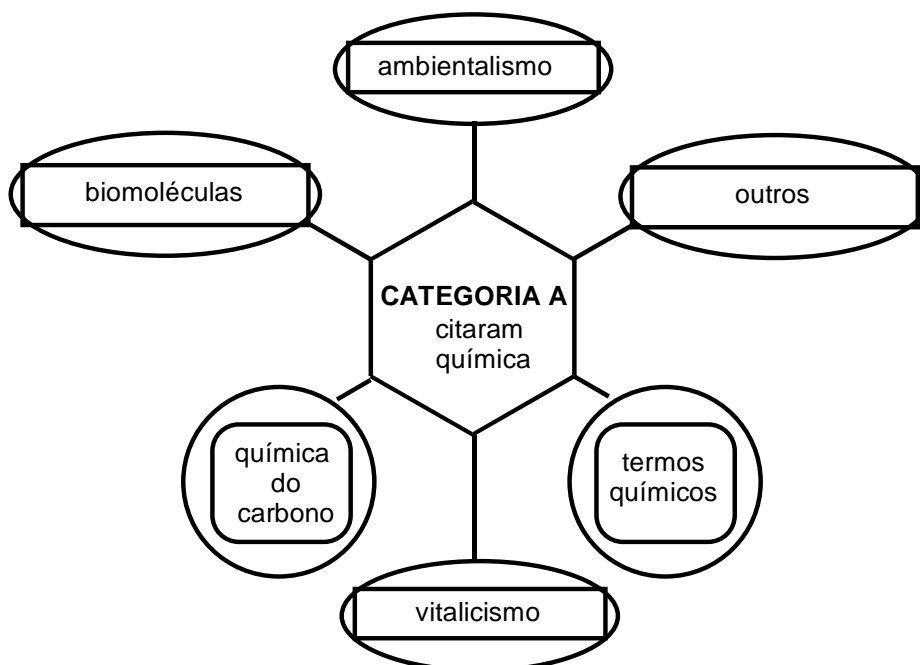 ambientalismo
biomoléculas
outros
CATEGORIA A
citaram
química
química
do
carbono
termos
químicos
vitalicismo